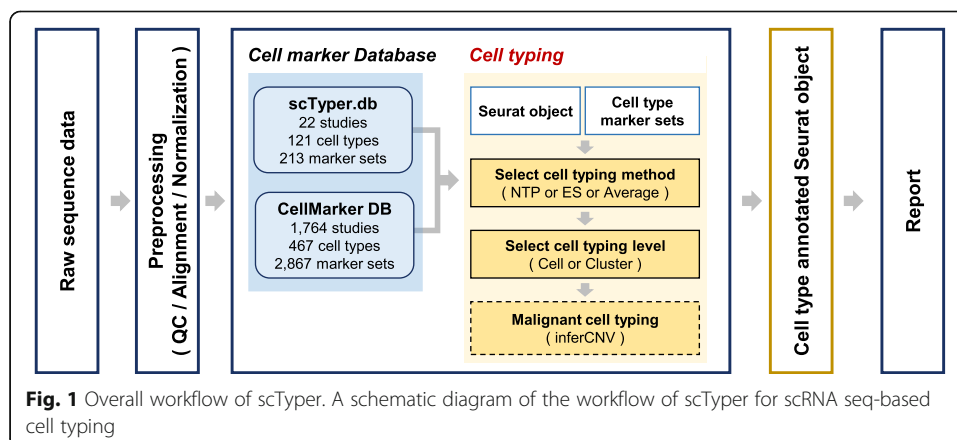 Raw sequence data
Preprocessing
( QC / Alignment / Normalization )
Cell marker Database
scTyper.db
22 studies
121 cell types
213 marker sets
CellMarker DB
1,764 studies
467 cell types
2,867 marker sets
Cell typing
Seurat object
Cell type
marker sets
Select cell typing method
( NTP or ES or Average )
Select cell typing level
( Cell or Cluster )
Malignant cell typing
( inferCNV )
Cell type annotated Seurat object
Report
Fig. 1 Overall workflow of scTyper. A schematic diagram of the workflow of scTyper for scRNA seq-based
cell typing